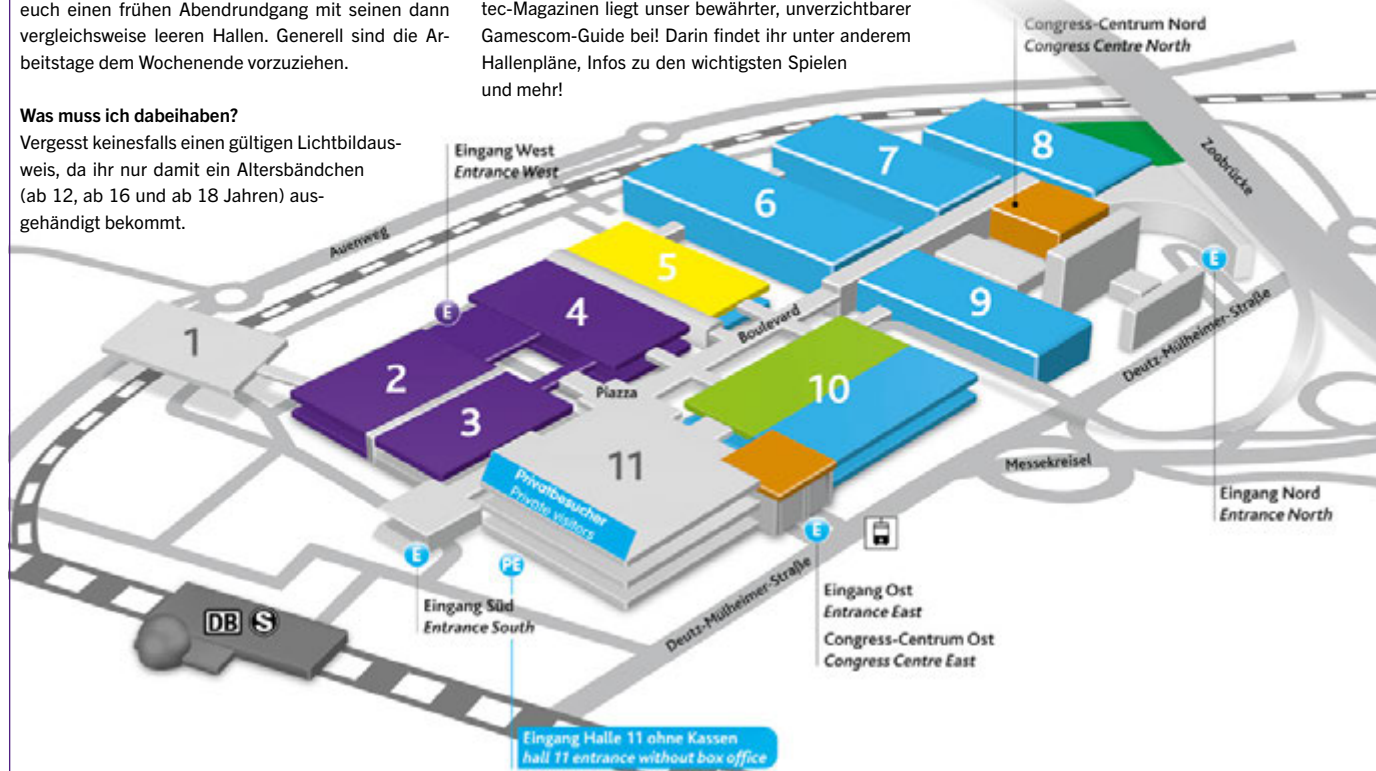 euch einen frühen Abendrundgang mit seinen dann
vergleichsweise leeren Hallen. Generell sind die Ar-
beitstage dem Wochenende vorzuziehen.
Was muss ich dabeihaben?
Vergesst keinesfalls einen gültigen Lichtbildaus-
weis, da ihr nur damit ein Altersbändchen
(ab 12, ab 16 und ab 18 Jahren) aus-
gehändigt bekommt.
tec-Magazinen liegt unser bewährter, unverzichtbarer
Gamescom-Guide bei! Darin findet ihr unter anderem
Hallenpläne, Infos zu den wichtigsten Spielen
und mehr!
Congress-Centrum Nord
Congress Centre North
Zoobrücke
Eingang West
Entrance West
Auenweg
8
7
6
5
4
E
E
9
1
2
3
Boulevard
Piazza
10
11
Deutz-Mülheimer-Straße
Messekreisel
Privatbesucher
Private visitors
Eingang Nord
Entrance North
E
PE
E
Eingang Süd
Entrance South
Deutz-Mülheimer-Straße
Eingang Ost
Entrance East
Congress-Centrum Ost
Congress Centre East
DB S
Eingang Halle 11 ohne Kassen
hall 11 entrance without box office